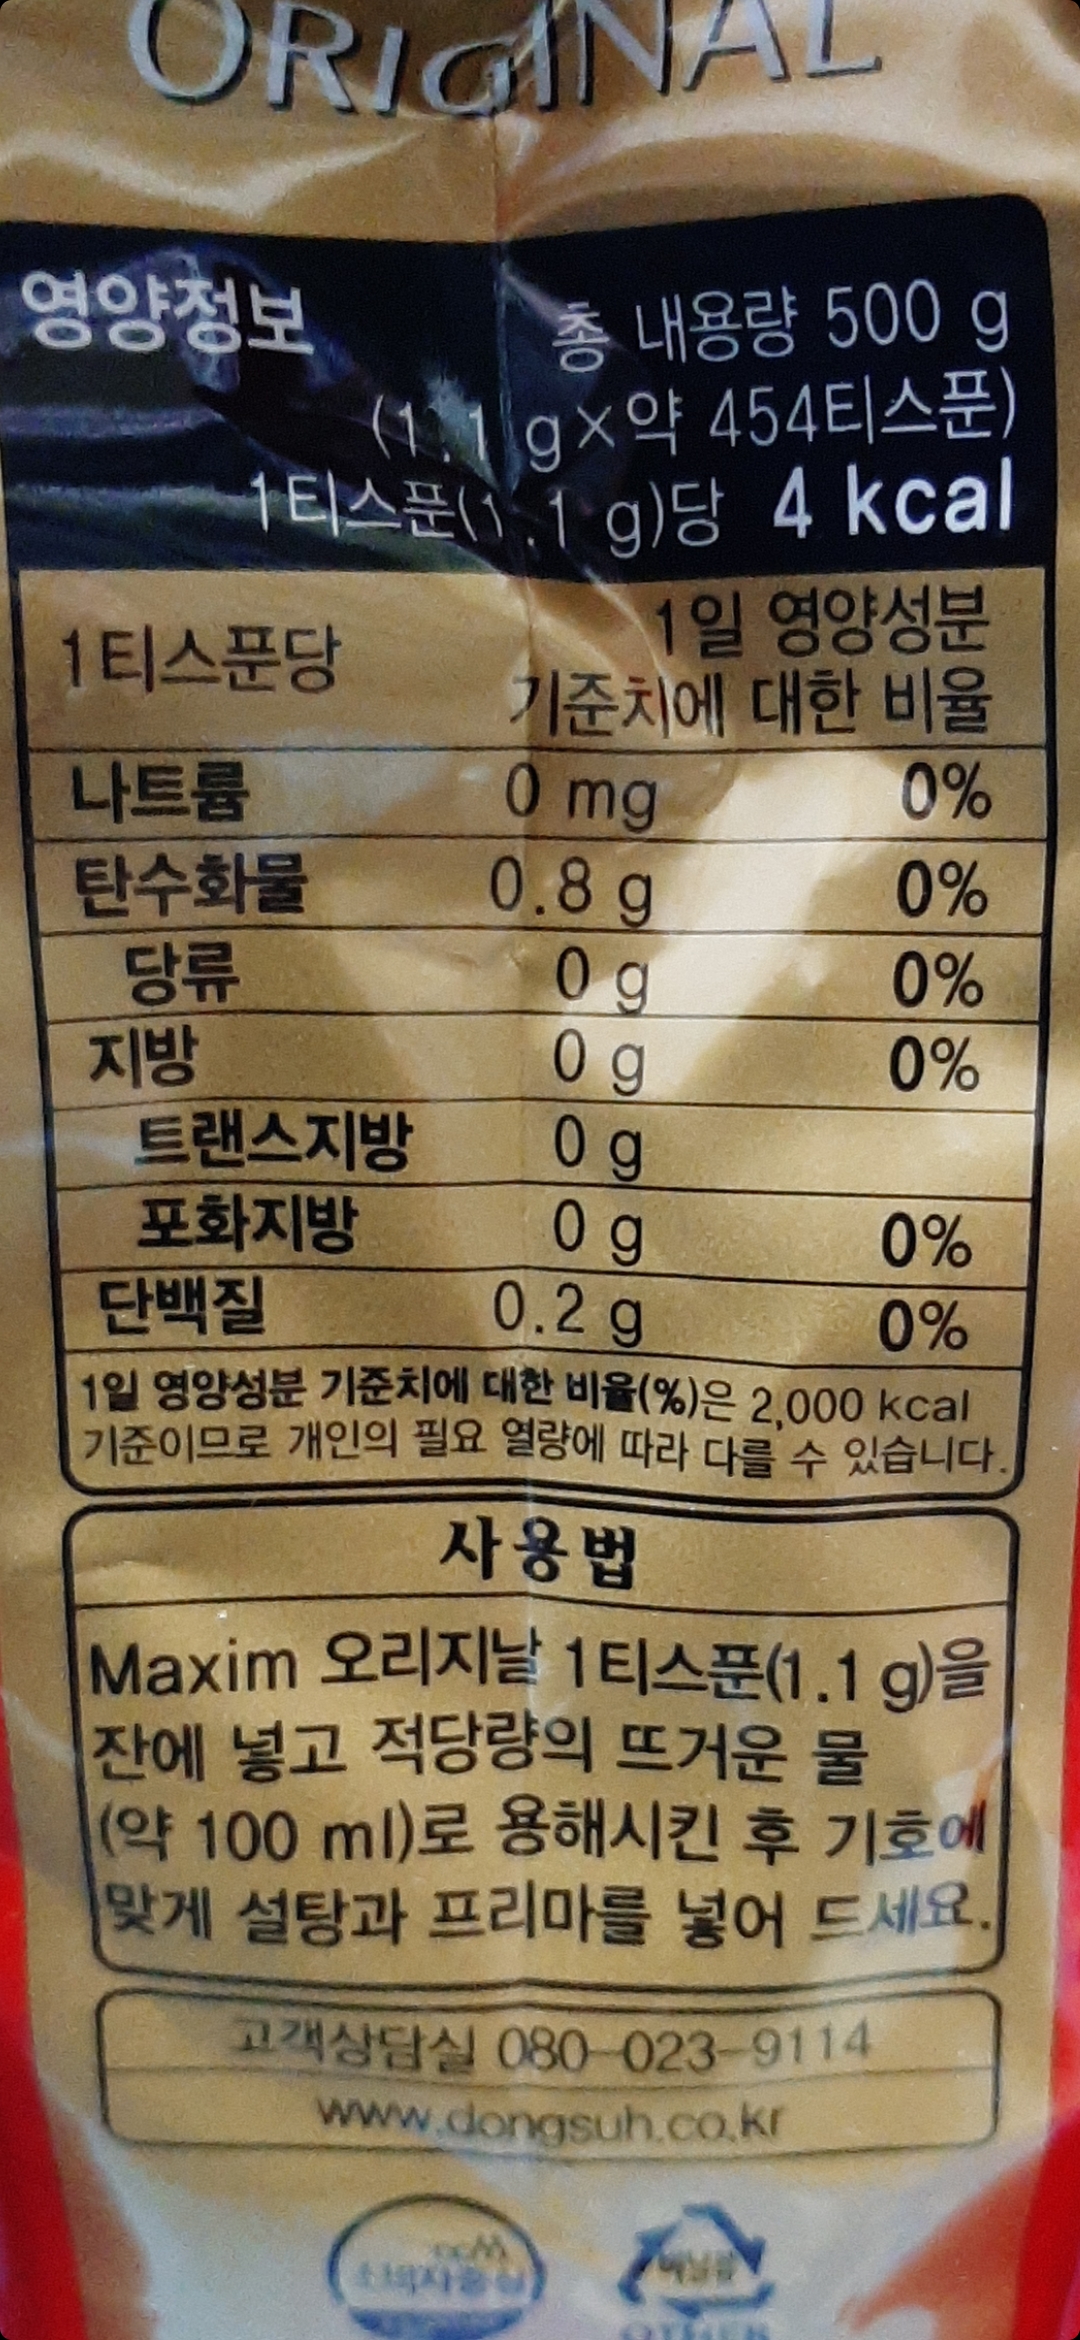 ORIGINAL
영양정보
총 내용량 500 g
(1.1 g×약 454티스푼)
1티스푼(1.1 g)당 4 kcal
1티스푼당
1일 영양성분
기준치에 대한 비율
나트륨 0 mg 0%
탄수화물 0.8 g 0%
당류 0 g 0%
지방 0 g 0%
트랜스지방 0 g
포화지방 0 g 0%
단백질 0.2 g 0%
1일 영양성분 기준치에 대한 비율(%)은 2,000 kcal
기준이므로 개인의 필요 열량에 따라 다를 수 있습니다.
사용법
Maxim 오리지날 1티스푼(1.1 g)을
잔에 넣고 적당량의 뜨거운 물
(약 100 ml)로 용해시킨 후 기호에
맞게 설탕과 프리마를 넣어 드세요.
고객상담실 080-023-9114
www.dongsuh.co.kr